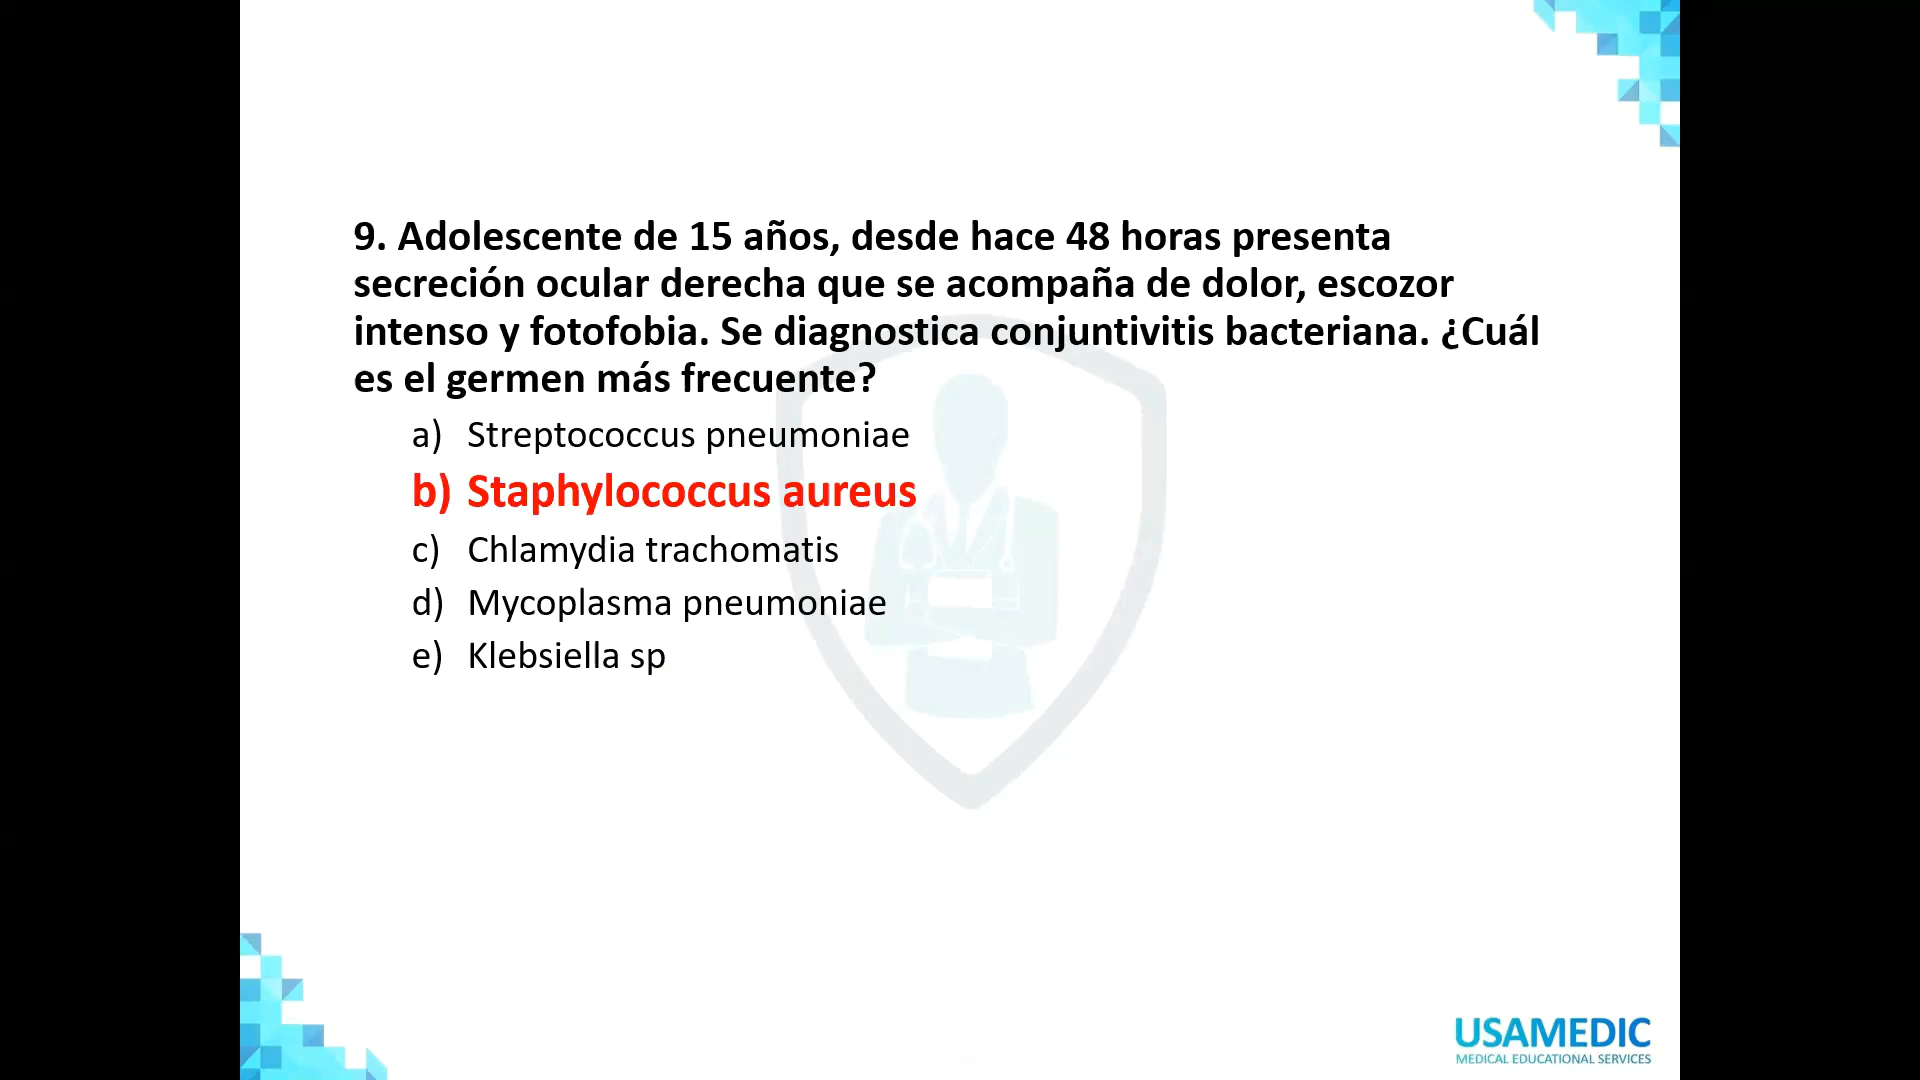 9. Adolescente de 15 años, desde hace 48 horas presenta
secreción ocular derecha que se acompaña de dolor, escozor
intenso y fotofobia. Se diagnostica conjuntivitis bacteriana. ¿Cuál
es el germen más frecuente?
a) Streptococcus pneumoniae
b) Staphylococcus aureus
c) Chlamydia trachomatis
d) Mycoplasma pneumoniae
e) Klebsiella sp
USAMEDIC
MEDICAL EDUCATIONAL SERVICES